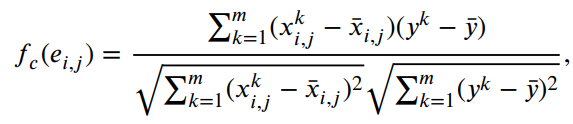 f_c(e_{i,j}) = \frac{\sum_{k=1}^{m}(x_{i,j}^{k} - \bar{x}_{i,j})(y^{k} - \bar{y})}{\sqrt{\sum_{k=1}^{m}(x_{i,j}^{k} - \bar{x}_{i,j})^2}\sqrt{\sum_{k=1}^{m}(y^{k} - \bar{y})^2}},